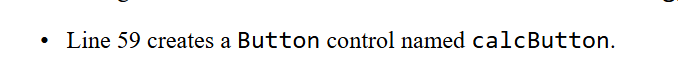 • Line 59 creates a Button control named calcButton.